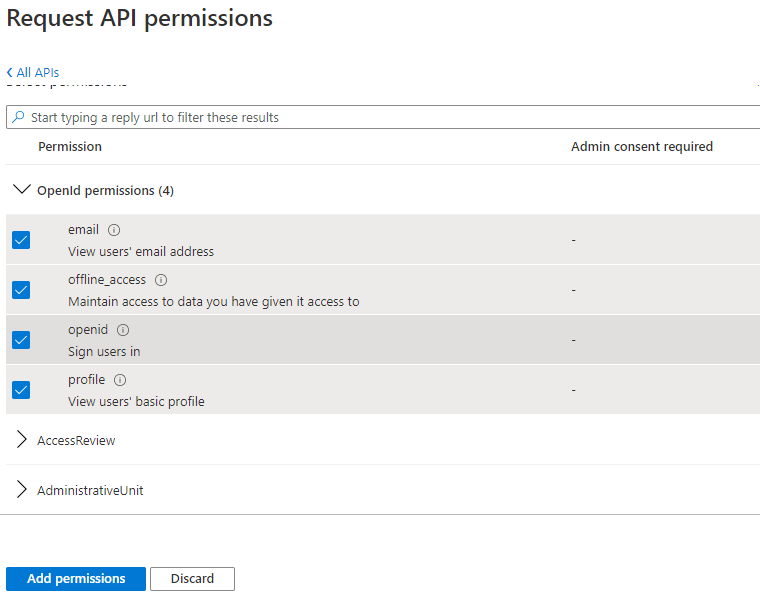 Request API permissions
All APIs
Select permissions
Start typing a reply url to filter these results
Permission Admin consent required
OpenId permissions (4)
email
View users' email address
-
offline_access
Maintain access to data you have given it access to
-
openid
Sign users in
-
profile
View users' basic profile
-
AccessReview
AdministrativeUnit
Add permissions Discard